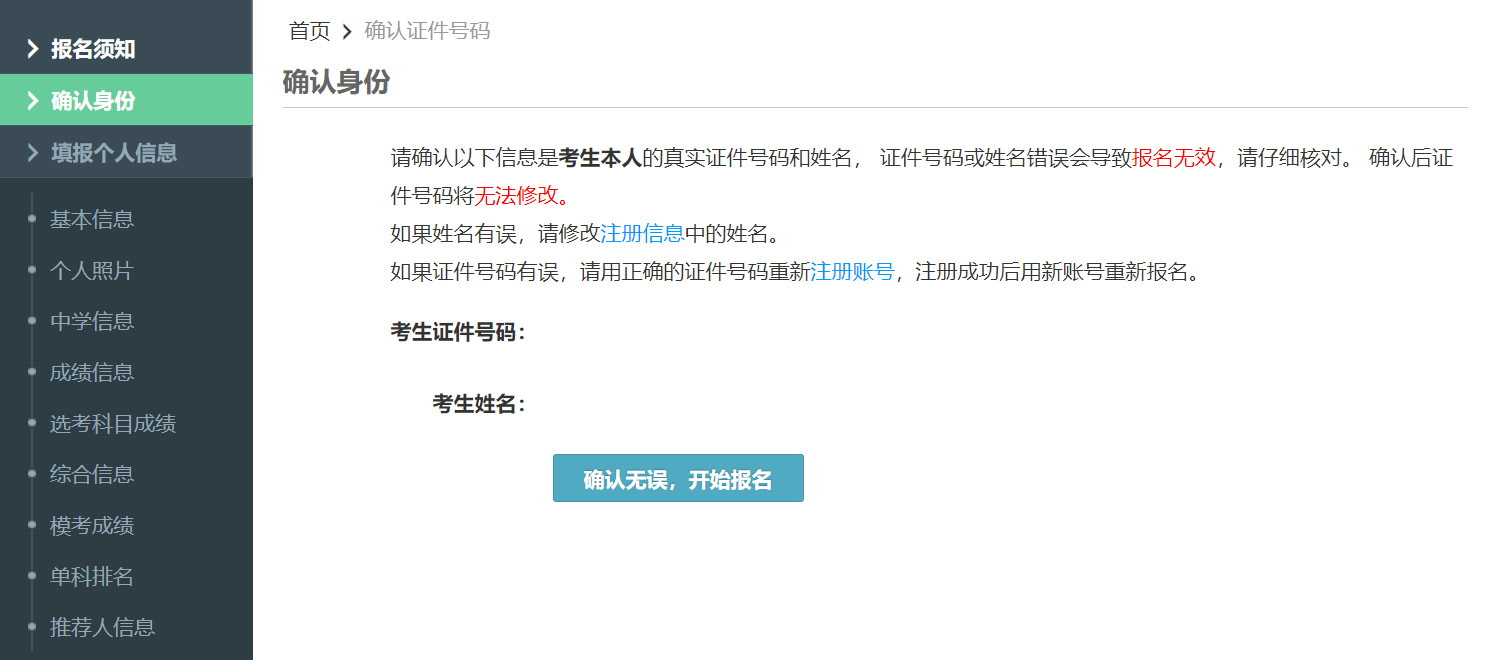 报名须知
确认身份
填报个人信息
基本信息
个人照片
中学信息
成绩信息
选考科目成绩
综合信息
模考成绩
单科排名
推荐人信息
首页 > 确认证件号码
确认身份
请确认以下信息是考生本人的真实证件号码和姓名， 证件号码或姓名错误会导致报名无效，请仔细核对。 确认后证
件号码将无法修改。
如果姓名有误，请修改注册信息中的姓名。
如果证件号码有误，请用正确的证件号码重新注册账号，注册成功后用新账号重新报名。
考生证件号码：
考生姓名：
确认无误，开始报名